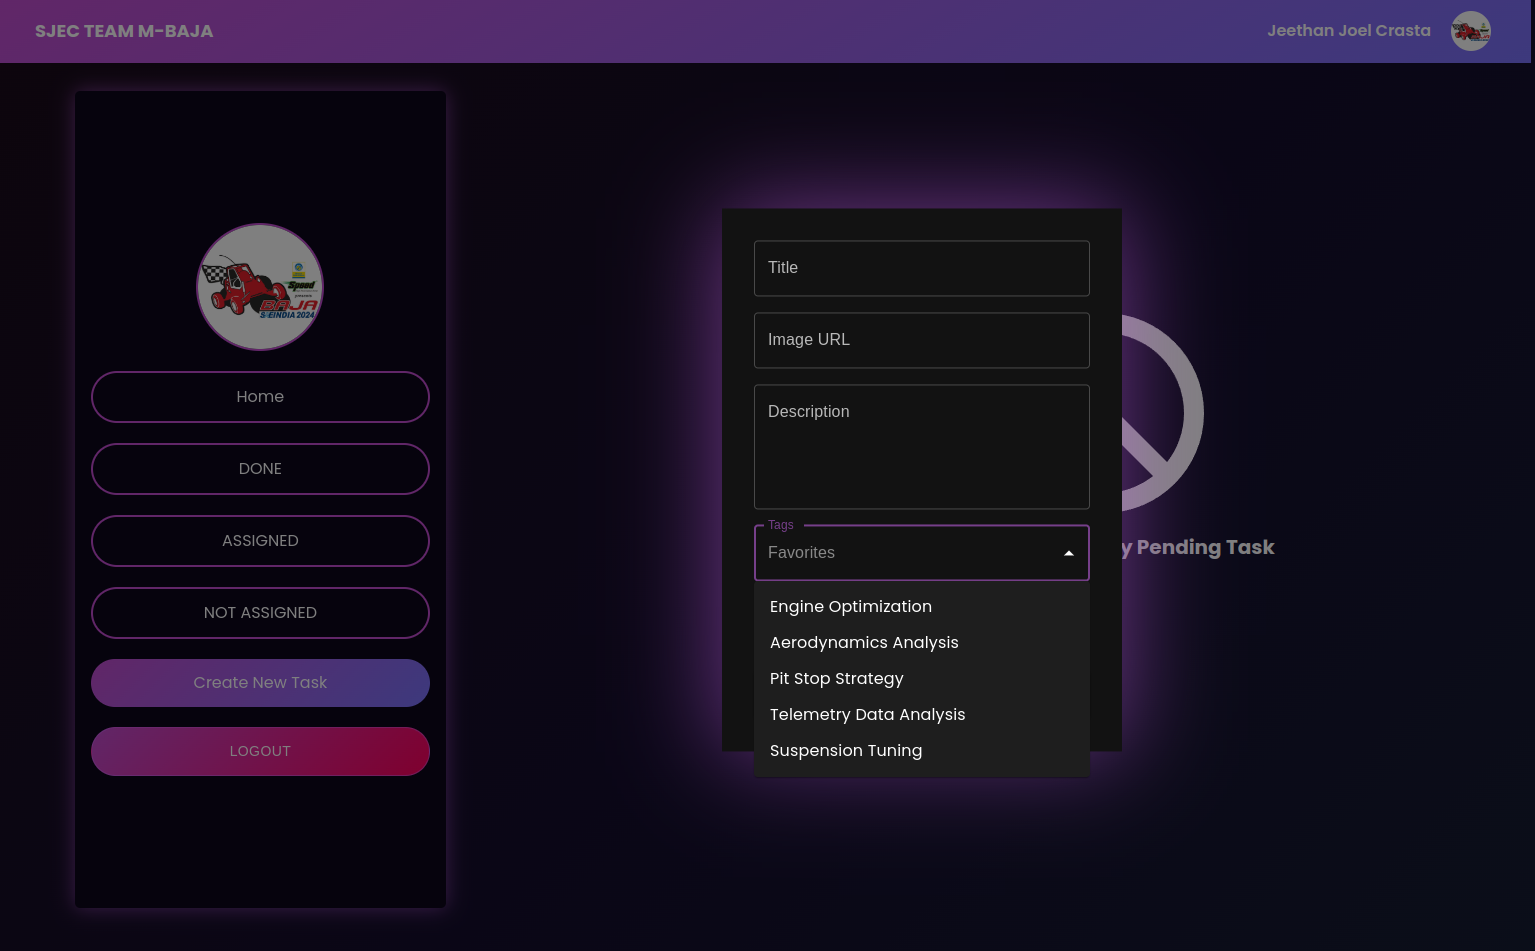 SJEC TEAM M-BAJA
Jeethan Joel Crasta
Speed
presents
BAJA
SAEINDIA 2024
Home
DONE
ASSIGNED
NOT ASSIGNED
Create New Task
LOGOUT
Title
Image URL
Description
Tags
Favorites
Engine Optimization
Aerodynamics Analysis
Pit Stop Strategy
Telemetry Data Analysis
Suspension Tuning
y Pending Task